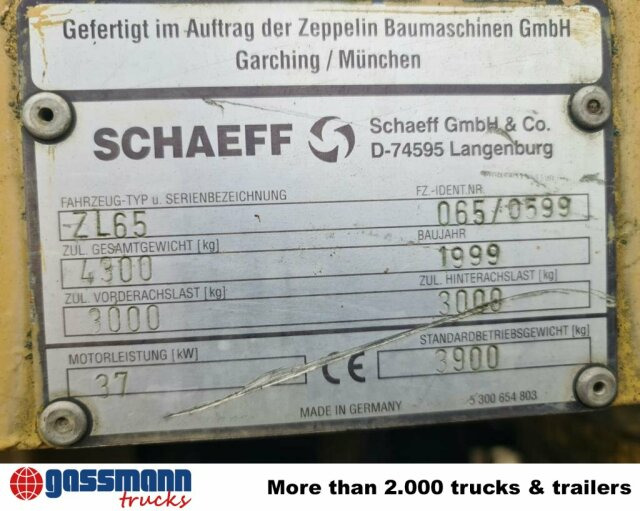 Gefertigt im Auftrag der Zeppelin Baumaschinen GmbH
Garching / München
SCHAEFF
Schaeff GmbH & Co.
D-74595 Langenburg
FAHRZEUG-TYP u. SERIENBEZEICHNUNG
FZ.-IDENT.NR.
ZL65
065/0599
ZUL. GESAMTGEWICHT [kg]
BAUJAHR
4300
1999
ZUL. VORDERACHSLAST [kg]
ZUL. HINTERACHSLAST [kg]
3000
3000
MOTORLEISTUNG [kW]
STANDARDBETRIEBSGEWICHT [kg]
37
CE
3900
MADE IN GERMANY
5 300 654 803
gassmann
trucks
More than 2.000 trucks & trailers